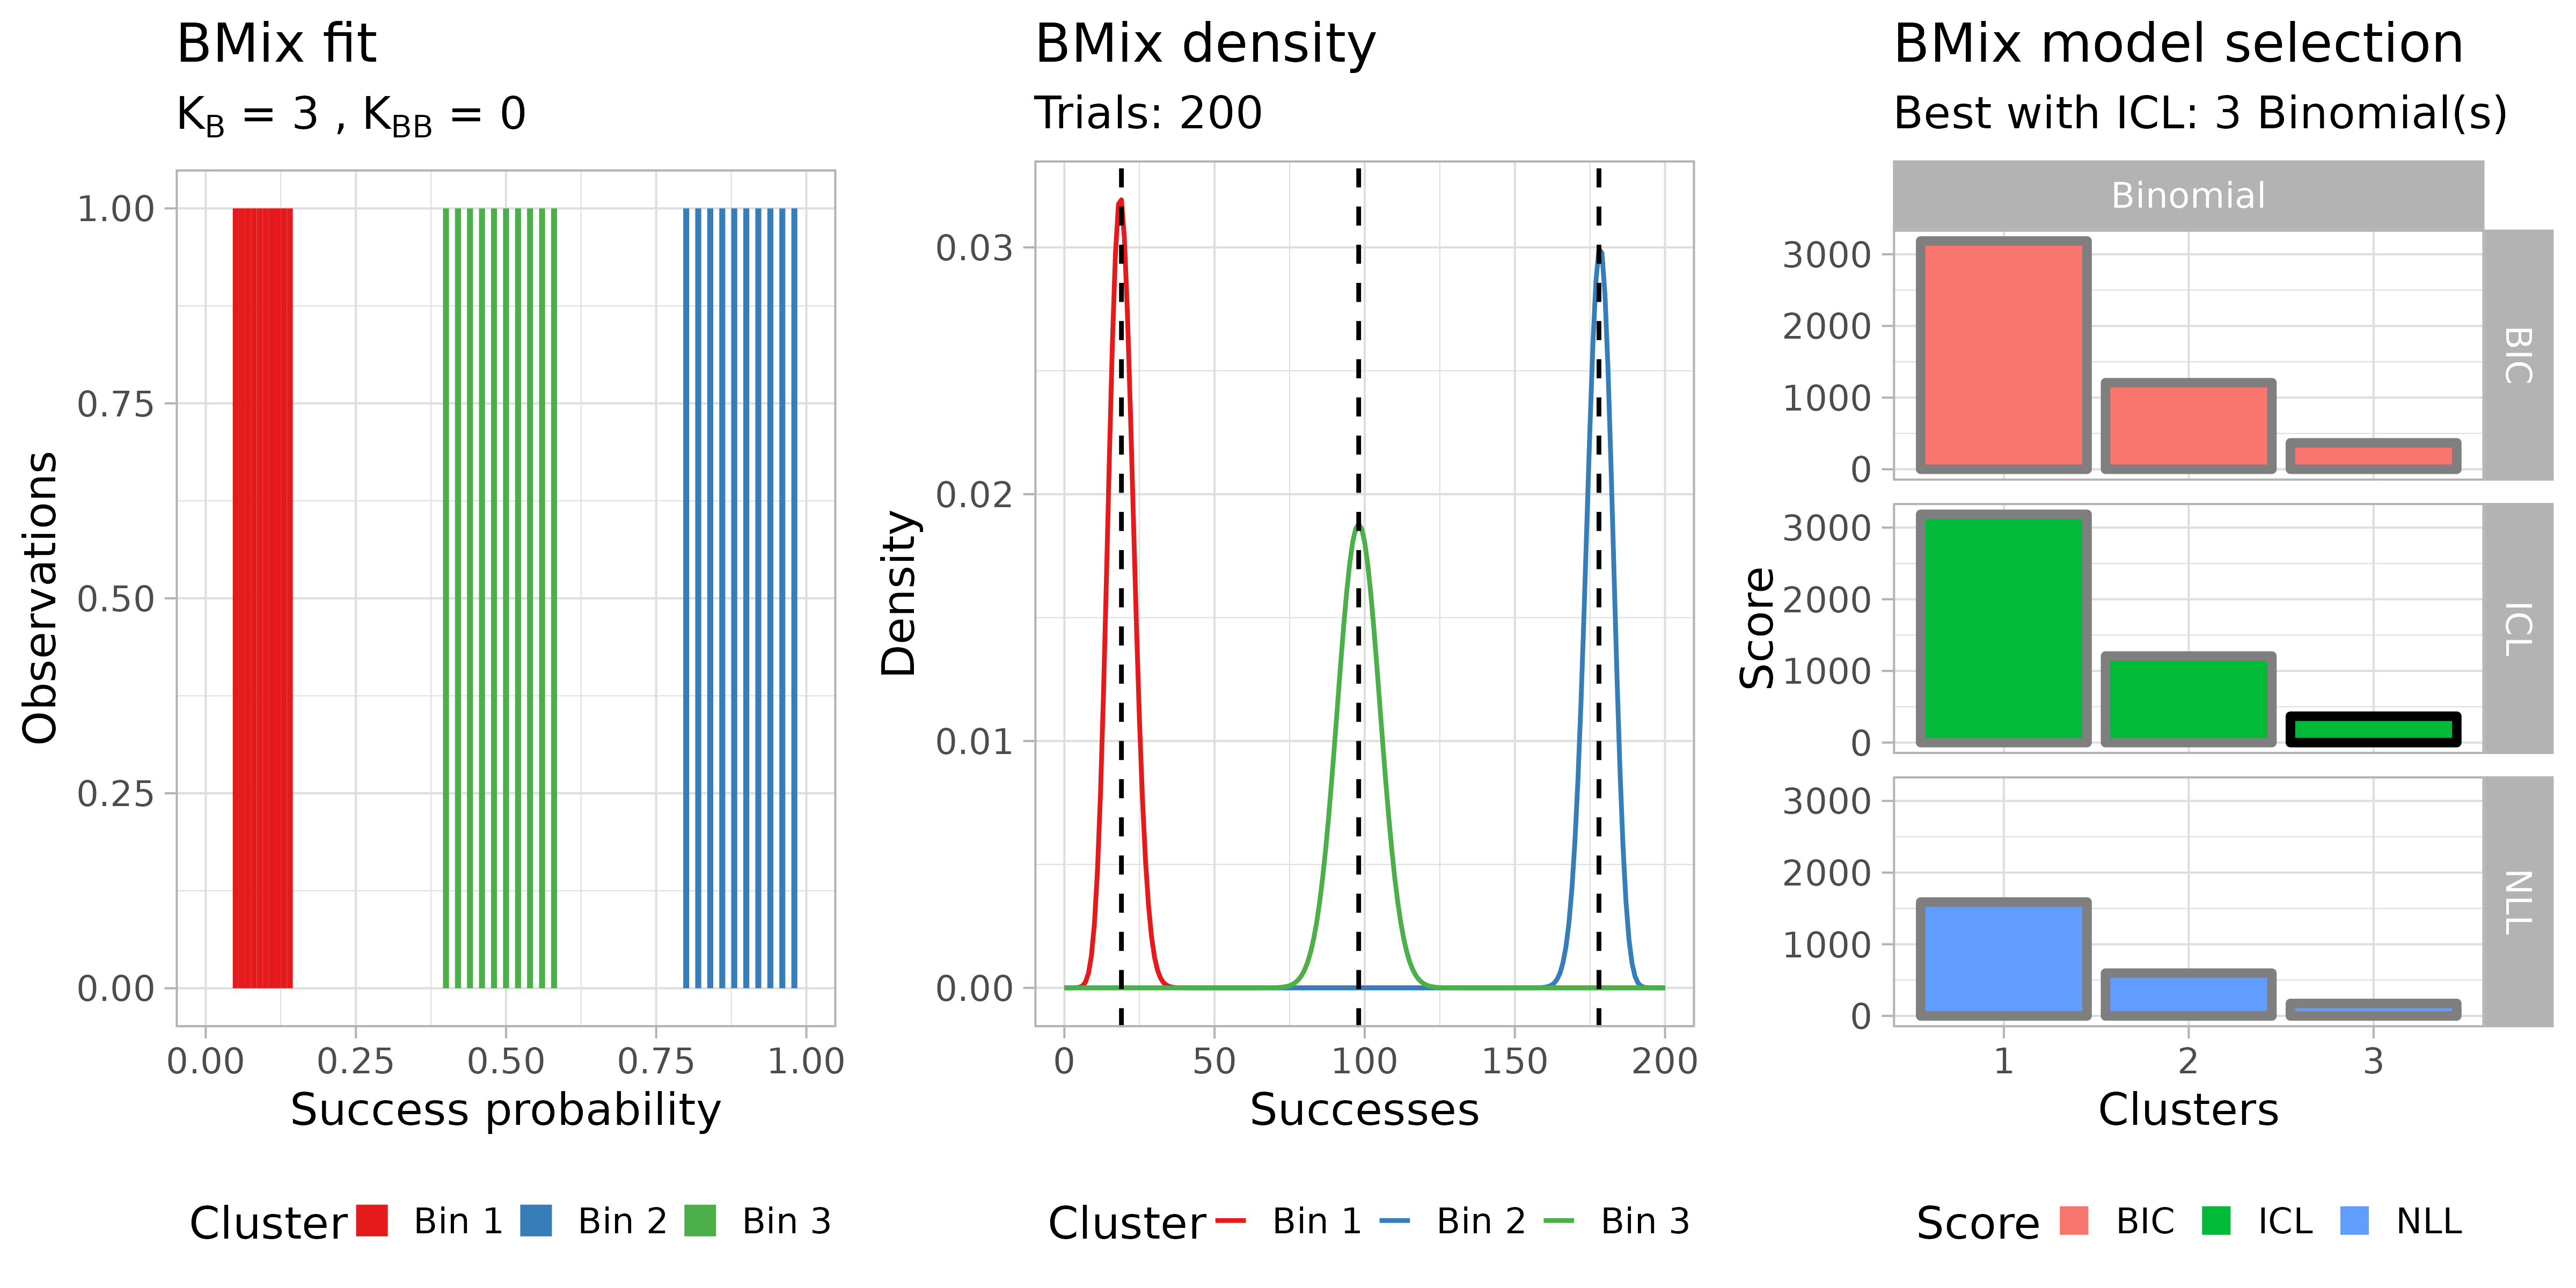 BMix fit
K_B = 3 , K_BB = 0
Observations
1.00
0.75
0.50
0.25
0.00
0.00 0.25 0.50 0.75 1.00
Success probability
Cluster Bin 1 Bin 2 Bin 3
BMix density
Trials: 200
Density
0.03
0.02
0.01
0.00
0 50 100 150 200
Successes
Cluster Bin 1 Bin 2 Bin 3
BMix model selection
Best with ICL: 3 Binomial(s)
Binomial
Score
3000
2000
1000
0
BIC
3000
2000
1000
0
ICL
3000
2000
1000
0
NLL
1 2 3
Clusters
Score BIC ICL NLL